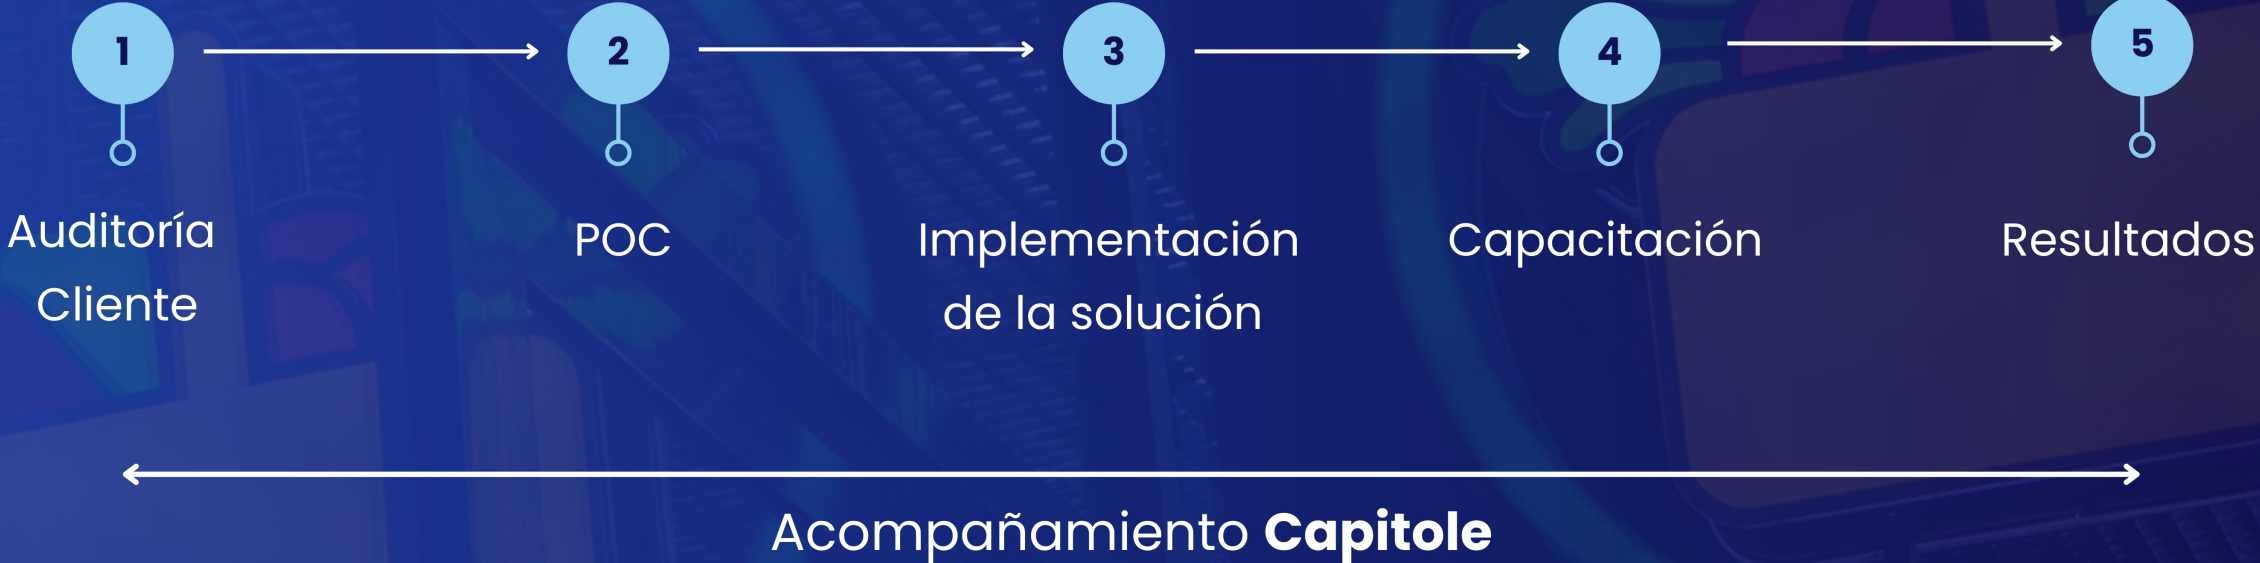 1
2
3
4
5
Auditoría
Cliente
POC
Implementación
de la solución
Capacitación
Resultados
Acompañamiento Capitole